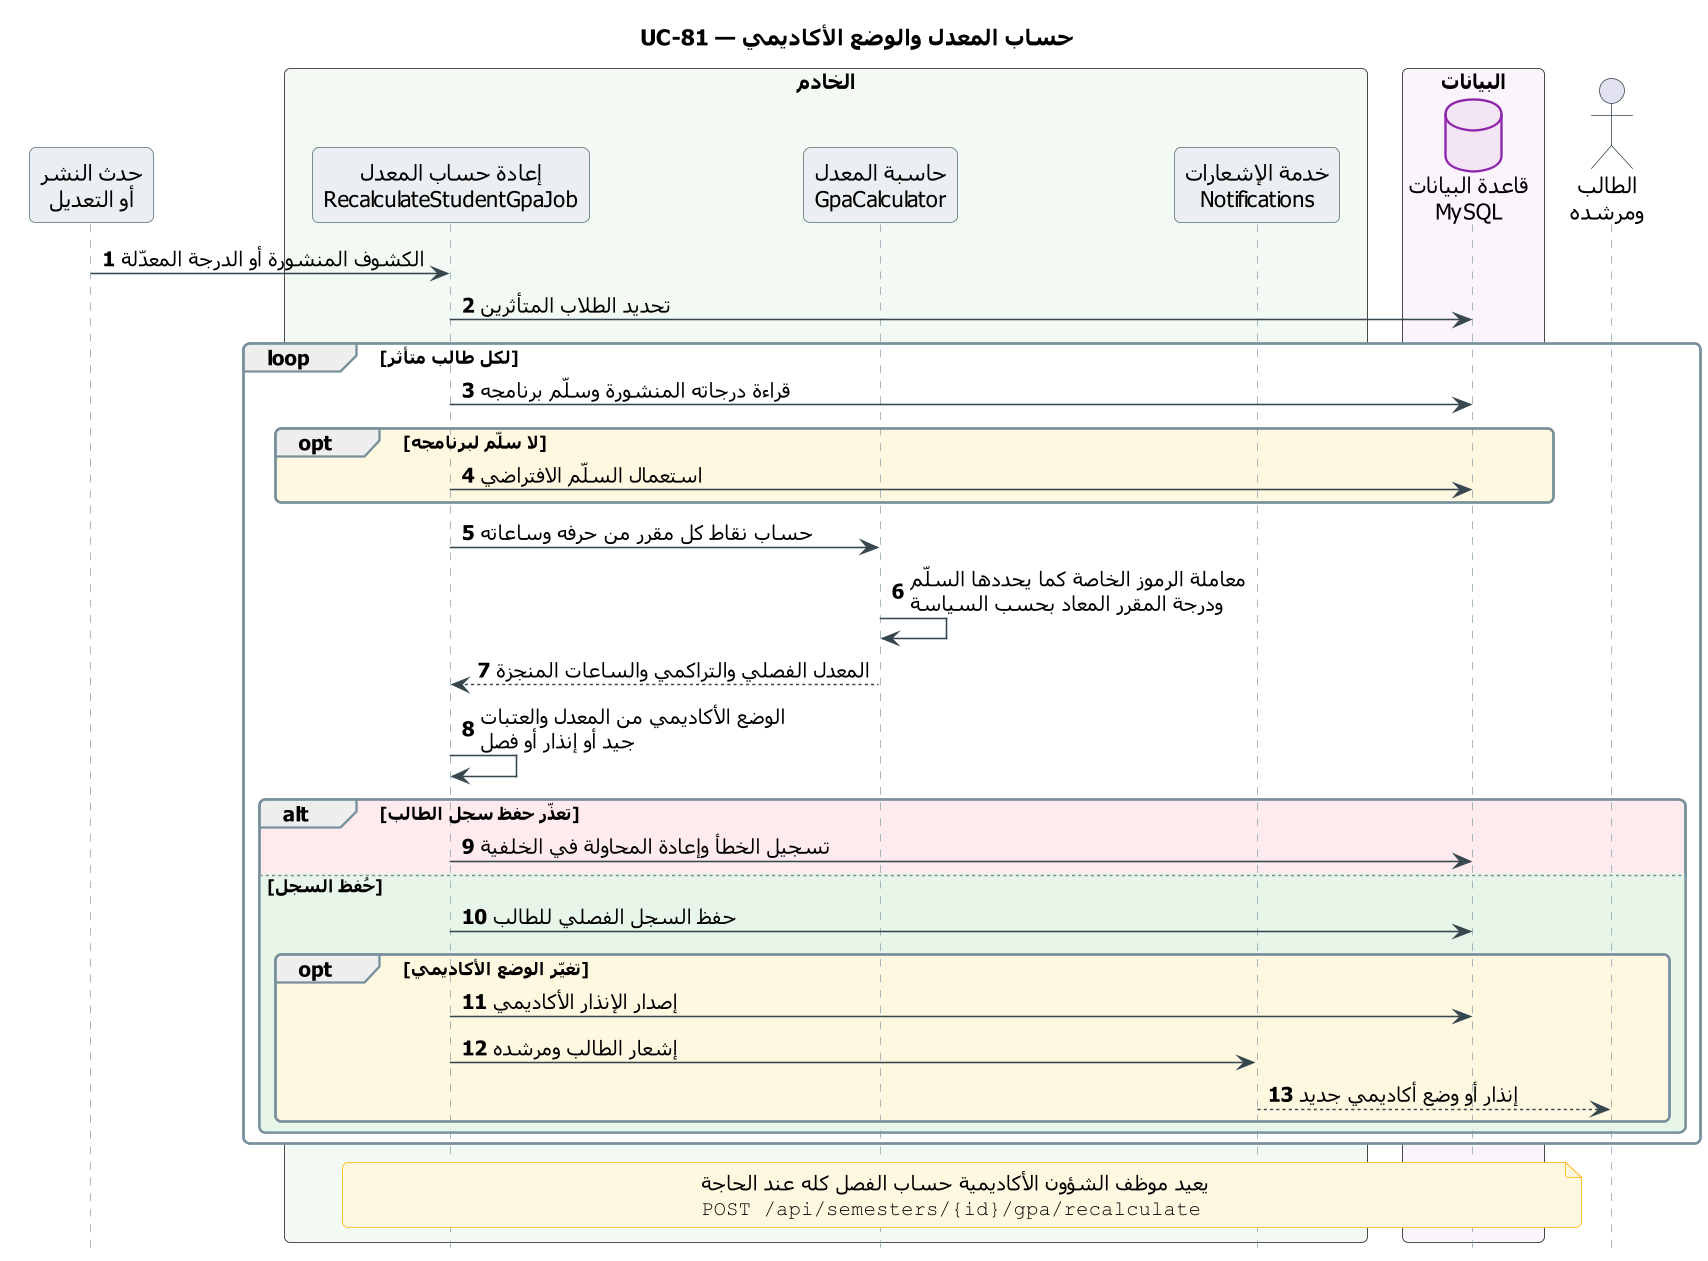 UC-81 — حساب المعدل والوضع الأكاديمي
الخادم
البيانات
حدث النشر
أو التعديل
إعادة حساب المعدل
RecalculateStudentGpaJob
حاسبة المعدل
GpaCalculator
خدمة الإشعارات
Notifications
قاعدة البيانات
MySQL
الطالب
ومرشده
1 الكشوف المنشورة أو الدرجة المعدّلة
2 تحديد الطلاب المتأثرين
loop [لكل طالب متأثر]
3 قراءة درجاته المنشورة وسلّم برنامجه
opt [لا سلّم لبرنامجه]
4 استعمال السلّم الافتراضي
5 حساب نقاط كل مقرر من حرفه وساعاته
6 معاملة الرموز الخاصة كما يحددها السلّم
ودرجة المقرر المعاد بحسب السياسة
7 المعدل الفصلي والتراكمي والساعات المنجزة
8 الوضع الأكاديمي من المعدل والعتبات
جيد أو إنذار أو فصل
alt [تعذّر حفظ سجل الطالب]
9 تسجيل الخطأ وإعادة المحاولة في الخلفية
[حُفظ السجل]
10 حفظ السجل الفصلي للطالب
opt [تغيّر الوضع الأكاديمي]
11 إصدار الإنذار الأكاديمي
12 إشعار الطالب ومرشده
13 إنذار أو وضع أكاديمي جديد
يعيد موظف الشؤون الأكاديمية حساب الفصل كله عند الحاجة
POST /api/semesters/{id}/gpa/recalculate